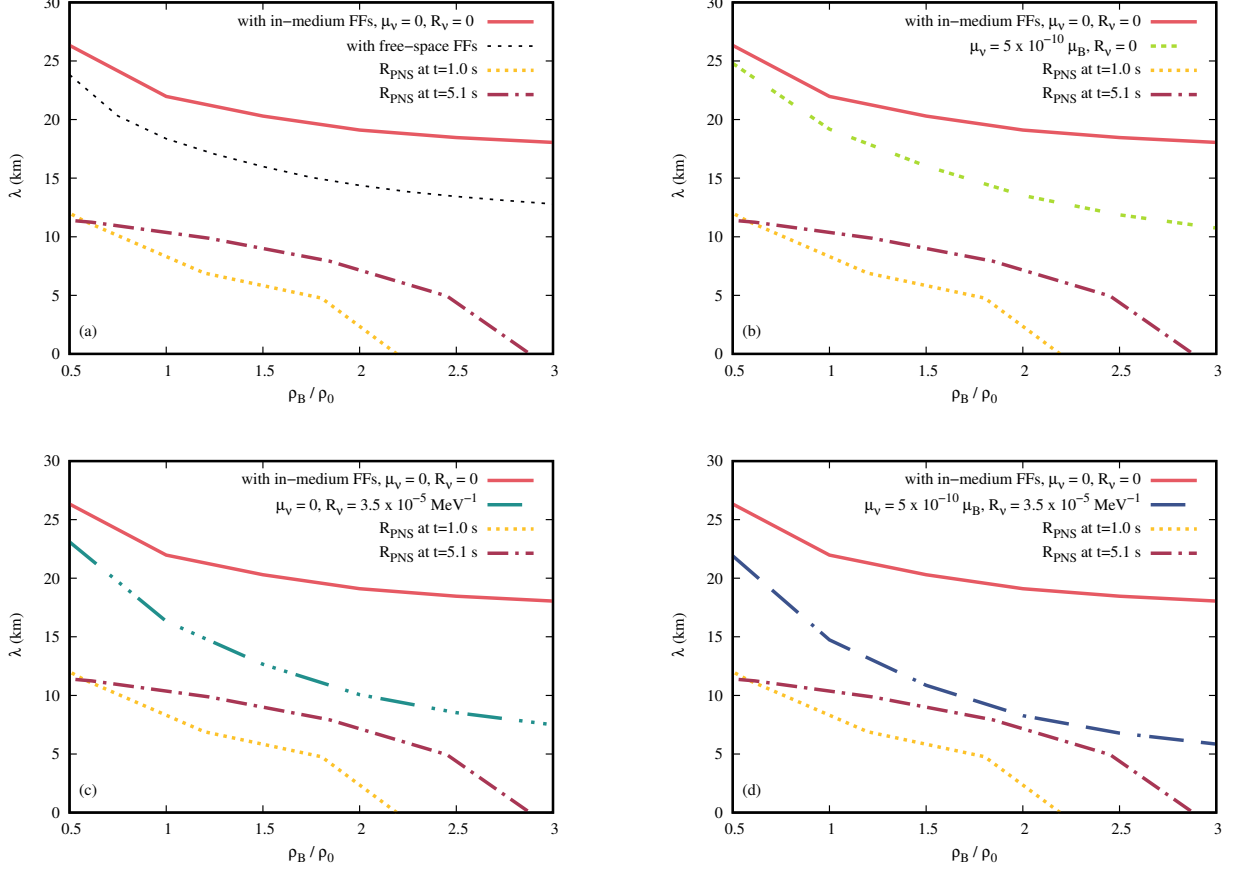 30
25
20
15
10
5
0
λ (km)
with in−medium FFs, μν = 0, Rν = 0
with free−space FFs
RPNS at t=1.0 s
RPNS at t=5.1 s
(a)
0.5 1 1.5 2 2.5 3
ρB / ρ0
30
25
20
15
10
5
0
λ (km)
with in−medium FFs, μν = 0, Rν = 0
μν = 5 x 10−10 μB, Rν = 0
RPNS at t=1.0 s
RPNS at t=5.1 s
(b)
0.5 1 1.5 2 2.5 3
ρB / ρ0
30
25
20
15
10
5
0
λ (km)
with in−medium FFs, μν = 0, Rν = 0
μν = 0, Rν = 3.5 x 10−5 MeV−1
RPNS at t=1.0 s
RPNS at t=5.1 s
(c)
0.5 1 1.5 2 2.5 3
ρB / ρ0
30
25
20
15
10
5
0
λ (km)
with in−medium FFs, μν = 0, Rν = 0
μν = 5 x 10−10 μB, Rν = 3.5 x 10−5 MeV−1
RPNS at t=1.0 s
RPNS at t=5.1 s
(d)
0.5 1 1.5 2 2.5 3
ρB / ρ0